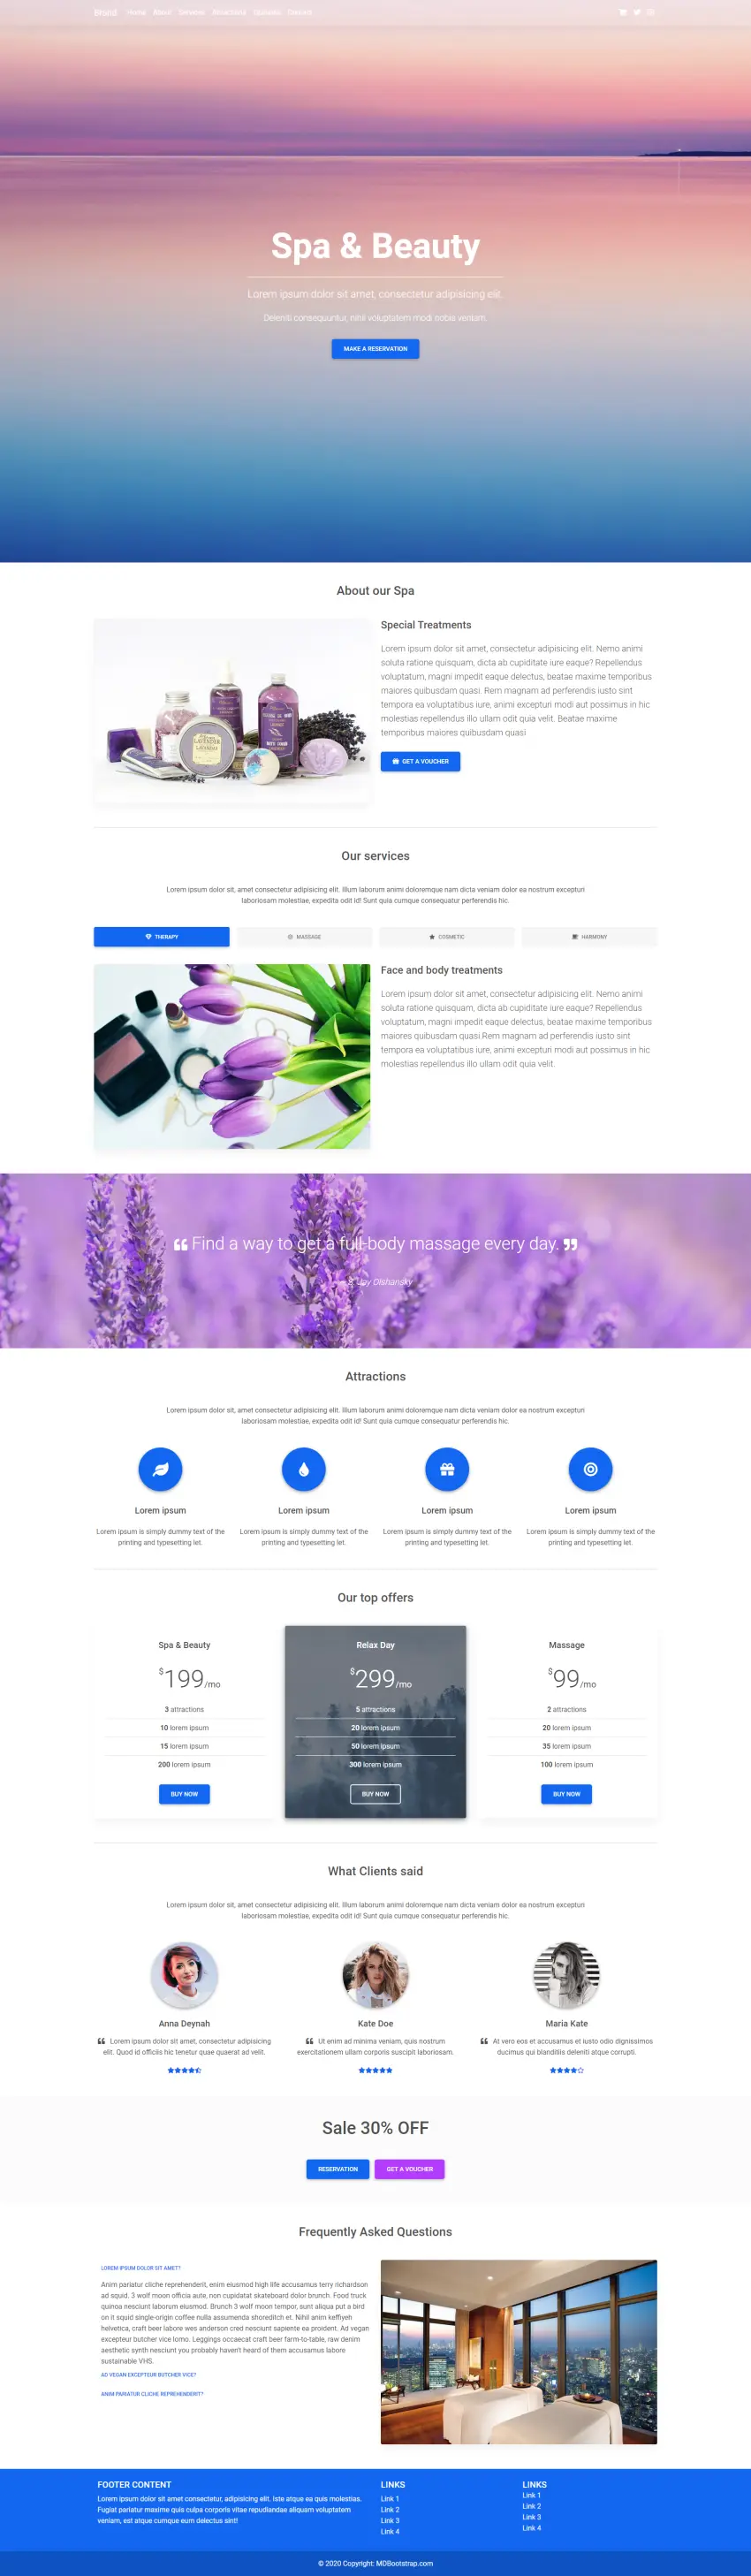 Brand Home About Services Attractions Opinions Contact
Spa & Beauty
Lorem ipsum dolor sit amet, consectetur adipisicing elit.
Deleniti consequuntur, nihil voluptatem modi nobis veniam.
MAKE A RESERVATION
About our Spa
Special Treatments
Lorem ipsum dolor sit amet, consectetur adipisicing elit. Nemo animi
soluta ratione quisquam, dicta ab cupiditate iure eaque? Repellendus
voluptatum, magni impedit eaque delectus, beatae maxime temporibus
maiores quibusdam quasi. Rem magnam ad perferendis iusto sint
tempora ea voluptatibus iure, animi excepturi modi aut possimus in hic
molestias repellendus illo ullam odit quia velit. Beatae maxime
temporibus maiores quibusdam quasi
GET A VOUCHER
LAVENDER
Our services
Lorem ipsum dolor sit, amet consectetur adipisicing elit. Illum laborum animi doloremque nam dicta veniam dolor ea nostrum excepturi
laboriosam molestiae, expedita odit id! Sunt quia cumque consequatur perferendis hic.
THERAPY
MASSAGE
COSMETIC
HARMONY
Face and body treatments
Lorem ipsum dolor sit amet, consectetur adipisicing elit. Nemo animi
soluta ratione quisquam, dicta ab cupiditate iure eaque? Repellendus
voluptatum, magni impedit eaque delectus, beatae maxime temporibus
maiores quibusdam quasi.Rem magnam ad perferendis iusto sint
tempora ea voluptatibus iure, animi excepturi modi aut possimus in hic
molestias repellendus illo ullam odit quia velit.
❝ Find a way to get a full-body massage every day. ❞
Joy Dishansky
Attractions
Lorem ipsum dolor sit, amet consectetur adipisicing elit. Illum laborum animi doloremque nam dicta veniam dolor ea nostrum excepturi
laboriosam molestiae, expedita odit id! Sunt quia cumque consequatur perferendis hic.
Lorem ipsum
Lorem ipsum is simply dummy text of the
printing and typesetting let.
Lorem ipsum
Lorem ipsum is simply dummy text of the
printing and typesetting let.
Lorem ipsum
Lorem ipsum is simply dummy text of the
printing and typesetting let.
Lorem ipsum
Lorem ipsum is simply dummy text of the
printing and typesetting let.
Our top offers
Spa & Beauty
$199/mo
3 attractions
10 lorem ipsum
15 lorem ipsum
200 lorem ipsum
BUY NOW
Relax Day
$299/mo
5 attractions
20 lorem ipsum
50 lorem ipsum
300 lorem ipsum
BUY NOW
Massage
$99/mo
2 attractions
20 lorem ipsum
35 lorem ipsum
100 lorem ipsum
BUY NOW
What Clients said
Lorem ipsum dolor sit, amet consectetur adipisicing elit. Illum laborum animi doloremque nam dicta veniam dolor ea nostrum excepturi
laboriosam molestiae, expedita odit id! Sunt quia cumque consequatur perferendis hic.
Anna Deynah
❝ Lorem ipsum dolor sit amet, consectetur adipisicing
elit. Quod id officiis hic tenetur quae quaerat ad velit.
Kate Doe
❝ Ut enim ad minima veniam, quis nostrum
exercitationem ullam corporis suscipit laboriosam.
Maria Kate
❝ At vero eos et accusamus et iusto odio dignissimos
ducimus qui blanditiis deleniti atque corrupti.
Sale 30% OFF
RESERVATION
GET A VOUCHER
Frequently Asked Questions
LOREM IPSUM DOLOR SIT AMET?
Anim pariatur cliche reprehenderit, enim eiusmod high life accusamus terry richardson
ad squid. 3 wolf moon officia aute, non cupidatat skateboard dolor brunch. Food truck
quinoa nesciunt laborum eiusmod. Brunch 3 wolf moon tempor, sunt aliqua put a bird
on it squid single-origin coffee nulla assumenda shoreditch et. Nihil anim keffiyeh
helvetica, craft beer labore wes anderson cred nesciunt sapiente ea proident. Ad vegan
excepteur butcher vice lomo. Leggings occaecat craft beer farm-to-table, raw denim
aesthetic synth nesciunt you probably haven't heard of them accusamus labore
sustainable VHS.
AD VEGAN EXCEPTEUR BUTCHER VICE?
ANIM PARIATUR CLICHE REPREHENDERIT?
FOOTER CONTENT
Lorem ipsum dolor sit amet consectetur, adipisicing elit. Iste atque ea quis molestias.
Fugiat pariatur maxime quis culpa corporis vitae repudiandae aliquam voluptatem
veniam, est atque cumque eum delectus sint!
LINKS
Link 1
Link 2
Link 3
Link 4
LINKS
Link 1
Link 2
Link 3
Link 4
© 2020 Copyright: MDBootstrap.com